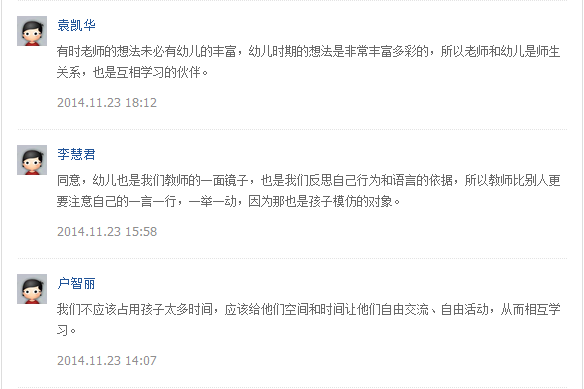 袁凯华
有时老师的想法未必有幼儿的丰富，幼儿时期的想法是非常丰富多彩的，所以老师和幼儿是师生
关系，也是互相学习的伙伴。
2014.11.23 18:12
李慧君
同意，幼儿也是我们教师的一面镜子，也是我们反思自己行为和语言的依据，所以教师比别人更
要注意自己的一言一行，一举一动，因为那也是孩子模仿的对象。
2014.11.23 15:58
户智丽
我们不应该占用孩子太多时间，应该给他们空间和时间让他们自由交流、自由活动，从而相互学
习。
2014.11.23 14:07